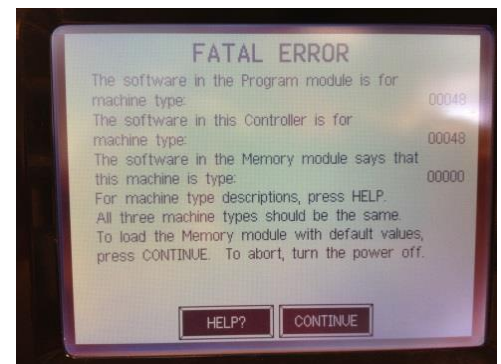 FATAL ERROR
The software in the Program module is for
machine type: 00048
The software in this Controller is for
machine type: 00048
The software in the Memory module says that
this machine is type: 00000
For machine type descriptions, press HELP.
All three machine types should be the same.
To load the Memory module with default values,
press CONTINUE. To abort, turn the power off.
HELP? CONTINUE